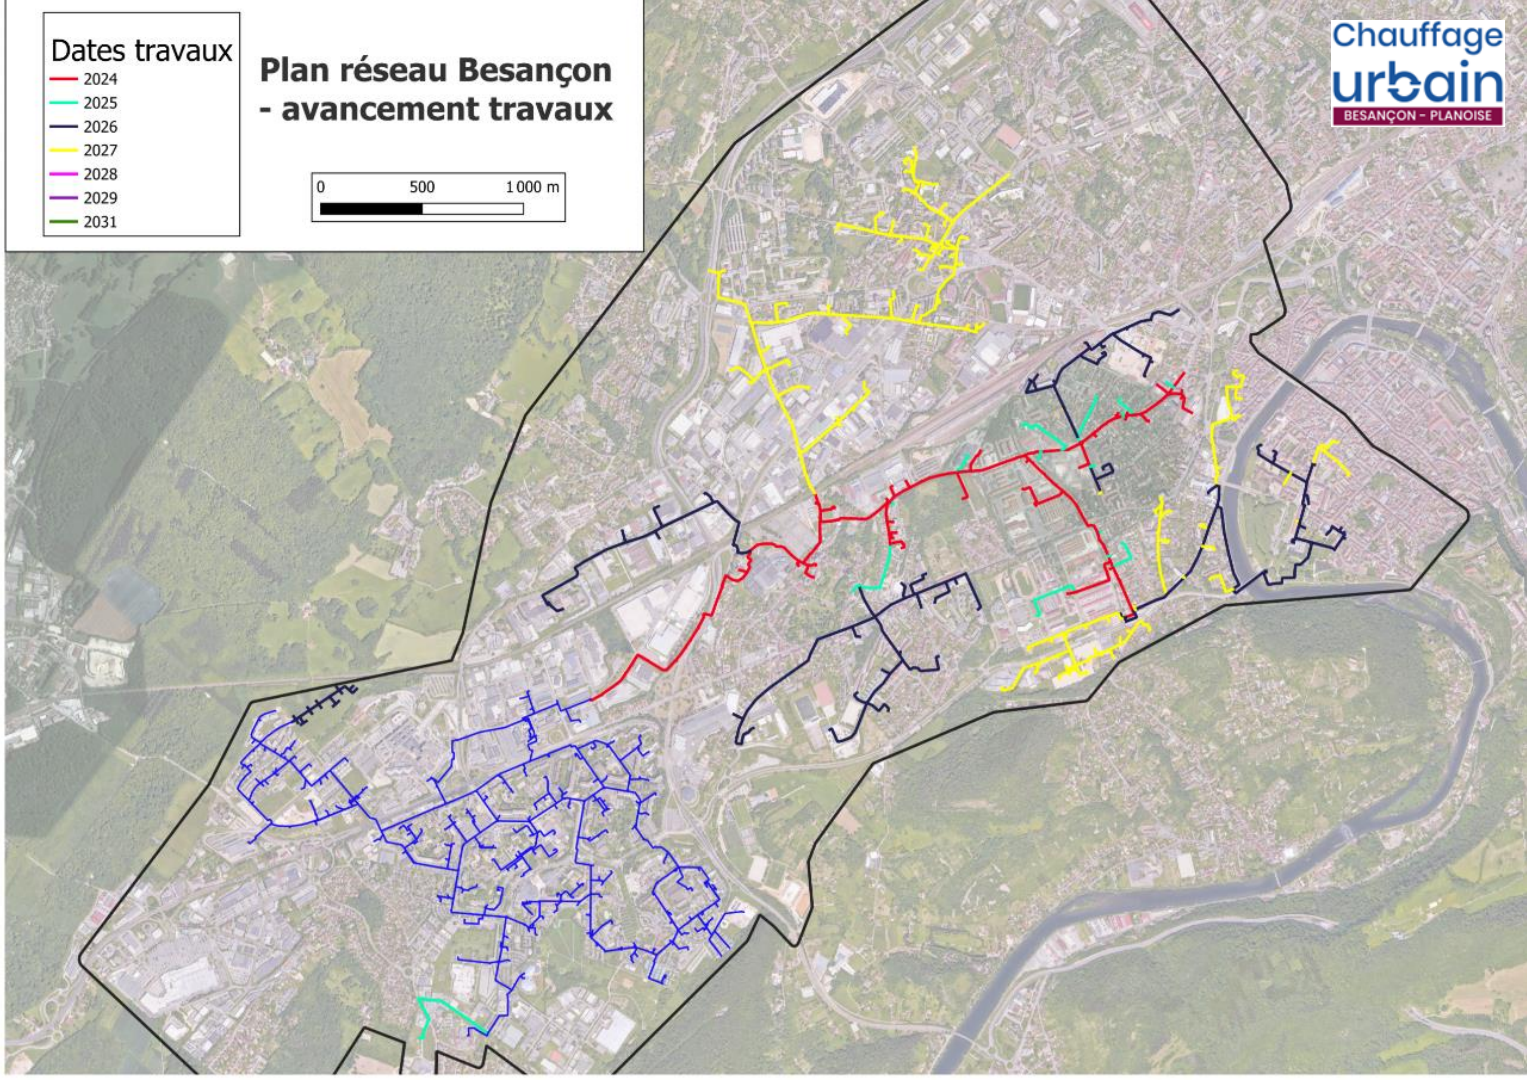 Dates travaux
2024
2025
2026
2027
2028
2029
2031
Plan réseau Besançon
- avancement travaux
0 500 1 000 m
Chauffage
urbain
BESANÇON - PLANOISE